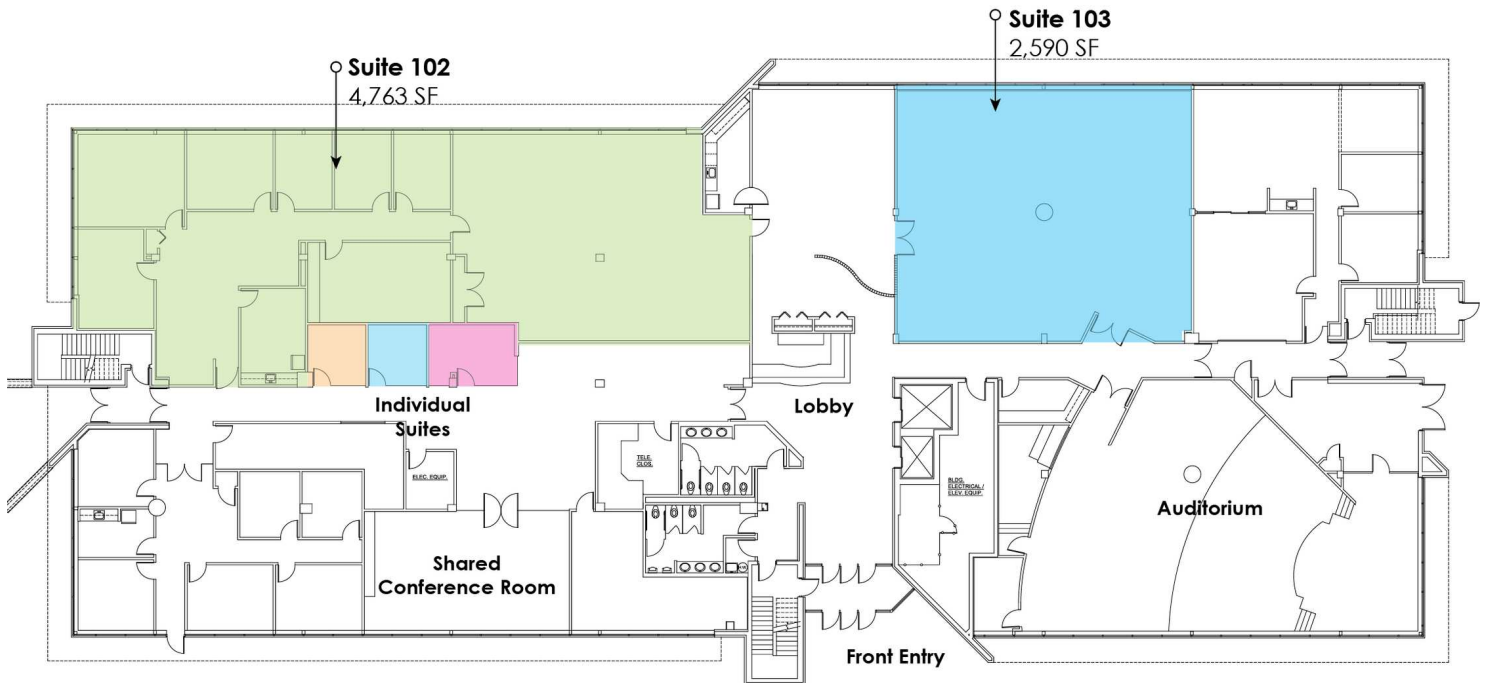 Suite 103
2,590 SF
Suite 102
4,763 SF
Individual
Suites
Lobby
TELE.
CLOS.
ELEC. EQUIP.
BLDG.
ELECTRICAL /
ELEV. EQUIP.
Auditorium
Shared
Conference Room
Front Entry